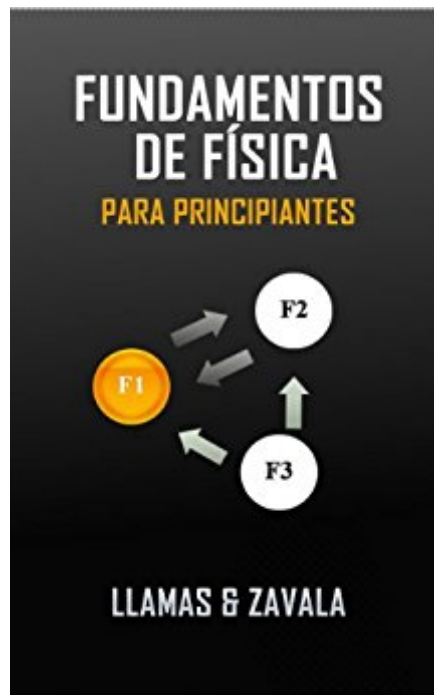 FUNDAMENTOS
DE FÍSICA
PARA PRINCIPIANTES
F2
F1
F3
LLAMAS & ZAVALA